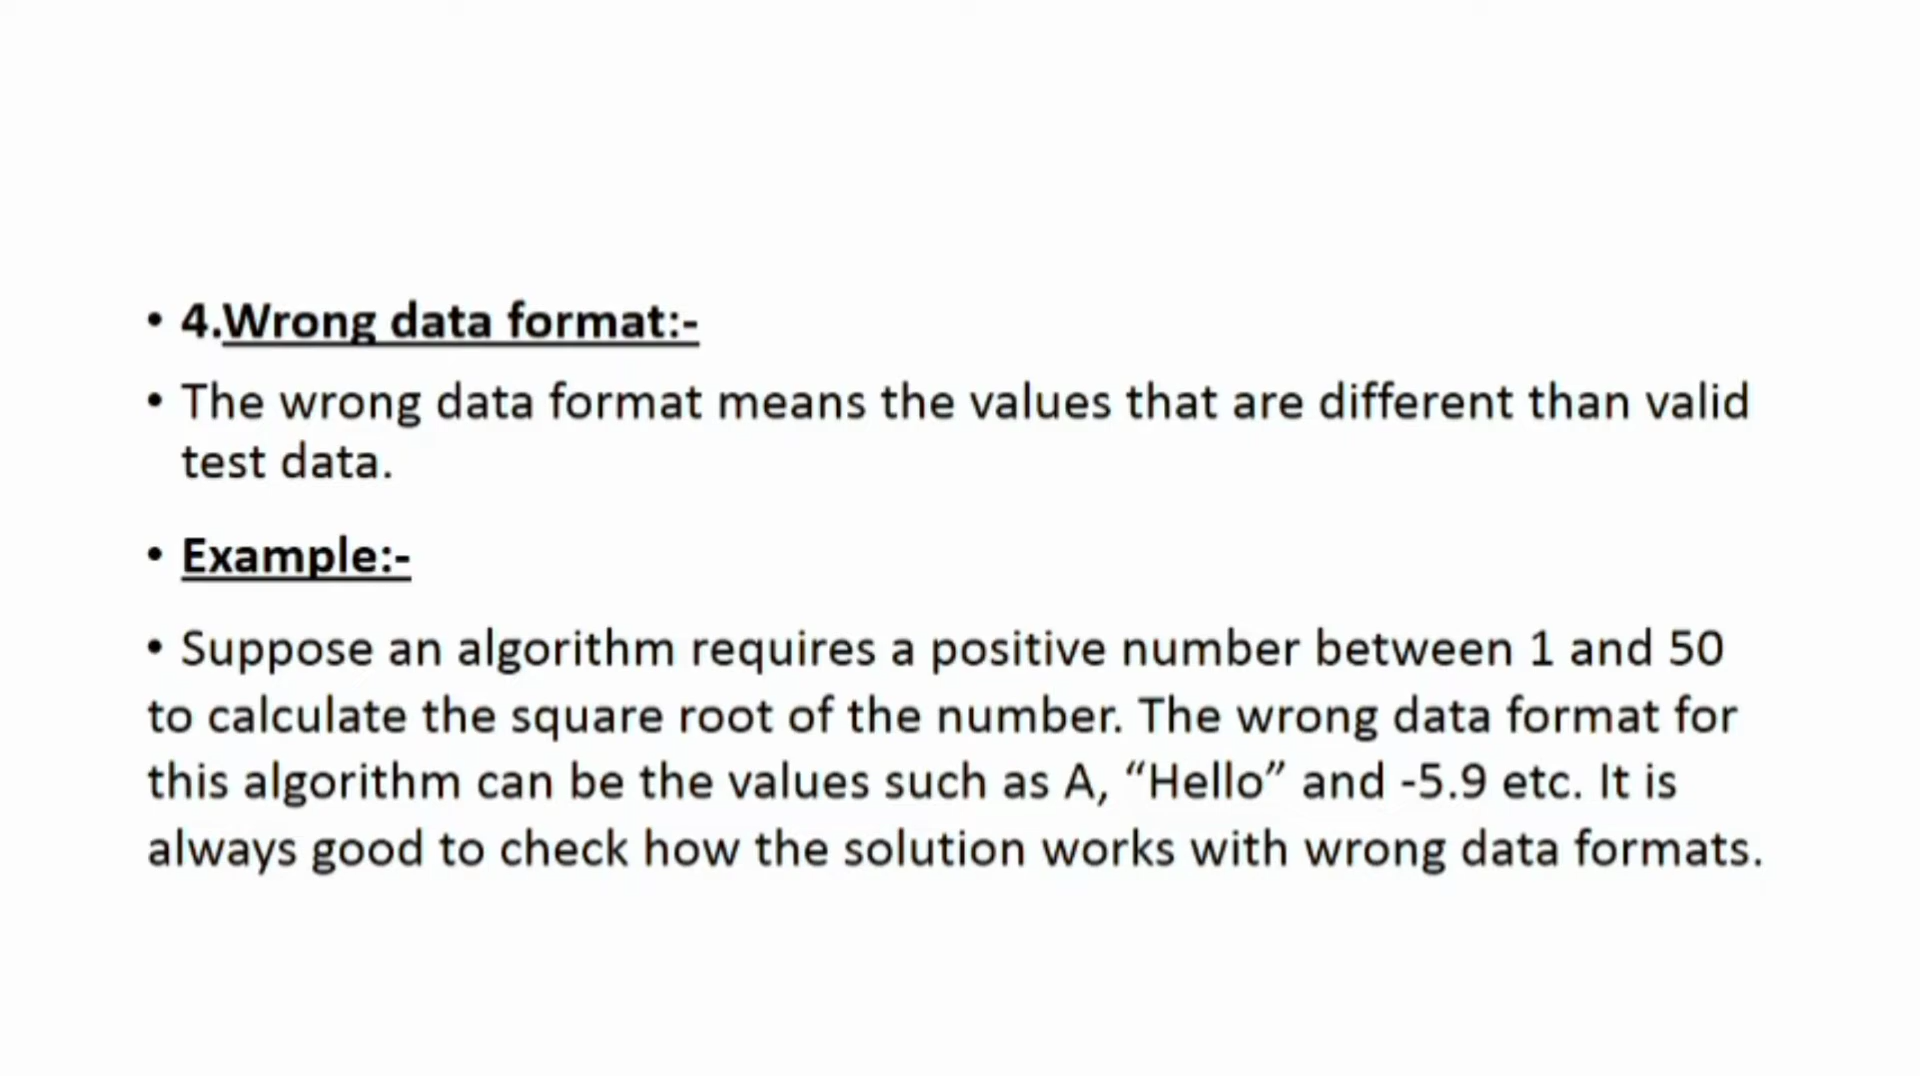 • 4.Wrong data format:-
• The wrong data format means the values that are different than valid
test data.
• Example:-
• Suppose an algorithm requires a positive number between 1 and 50
to calculate the square root of the number. The wrong data format for
this algorithm can be the values such as A, “Hello” and -5.9 etc. It is
always good to check how the solution works with wrong data formats.